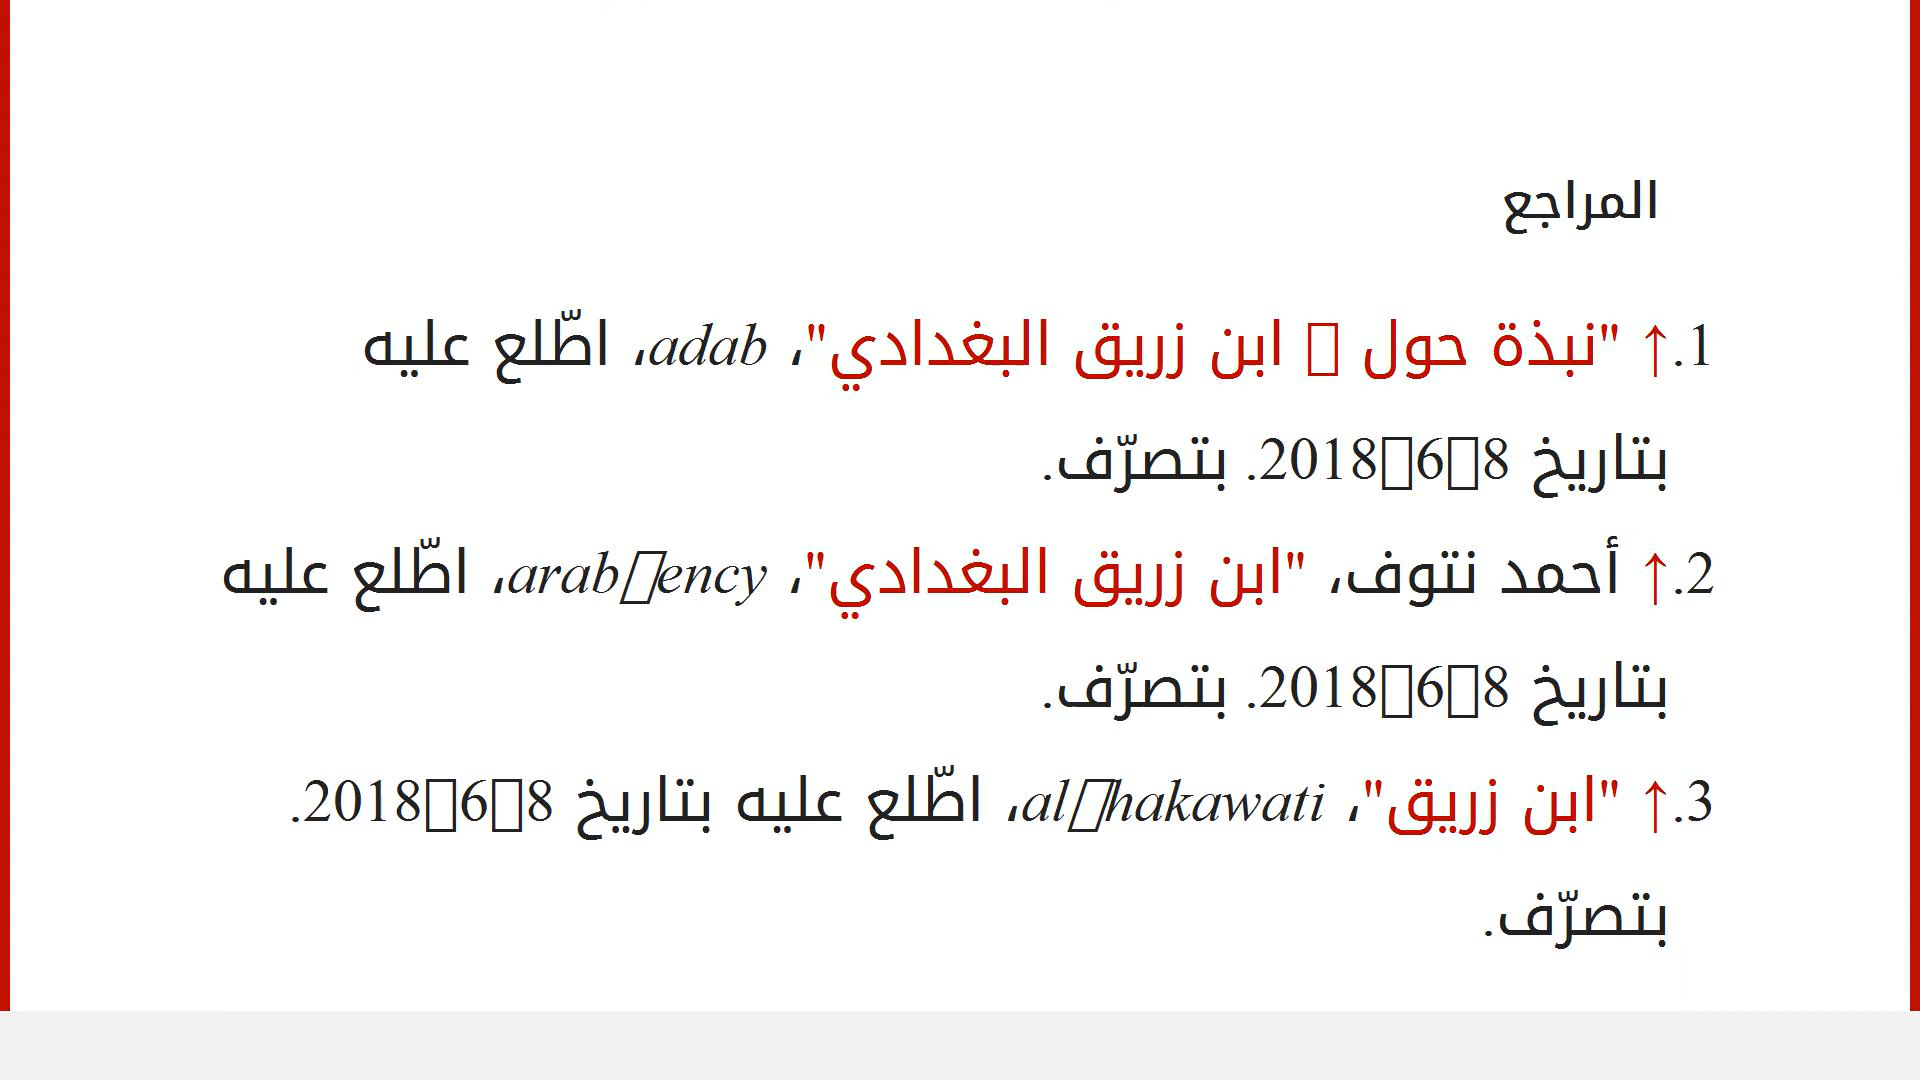 المراجع
1. ↑ "نبذة حول □ ابن زريق البغدادي"، adab، اطّلع عليه
بتاريخ 8□6□2018. بتصرّف.
2. ↑ أحمد نتوف، "ابن زريق البغدادي"، arab□ency، اطّلع عليه
بتاريخ 8□6□2018. بتصرّف.
3. ↑ "ابن زريق"، al□hakawati، اطّلع عليه بتاريخ 8□6□2018.
بتصرّف.